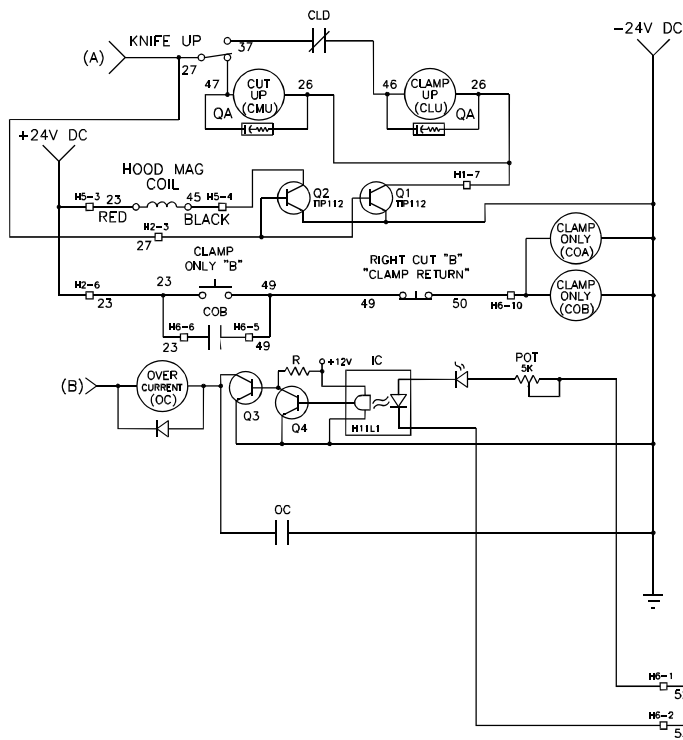 CLD
−24V DC
KNIFE UP
(A)
37
27
47
CUT
UP
(CMU)
26
QA
46
CLAMP
UP
(CLU)
26
QA
+24V DC
HOOD MAG
COIL
H5-3
23
45
H5-4
RED
BLACK
Q2
TIP112
Q1
TIP112
H1-7
H2-3
27
CLAMP
ONLY "B"
RIGHT CUT "B"
"CLAMP RETURN"
CLAMP
ONLY
(COA)
CLAMP
ONLY
(COB)
H2-6
23
23
49
49
50
H6-10
COB
H6-6
H6-5
23
49
(B)
OVER
CURRENT
(OC)
R
+12V
IC
POT
5K
Q3
Q4
H11L1
OC
H6-1
5
H6-2
5